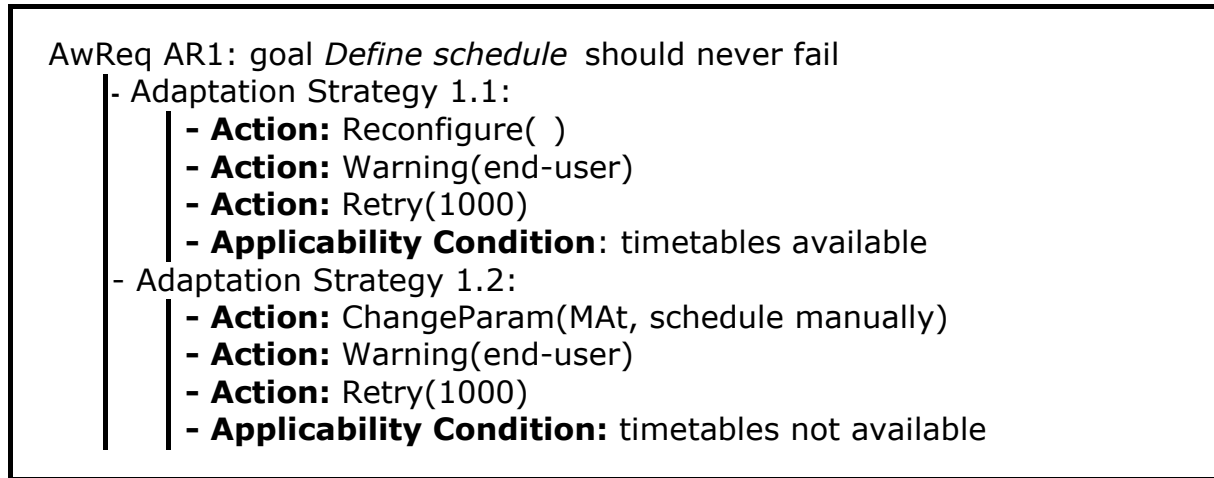 AwReq AR1: goal Define schedule should never fail
- Adaptation Strategy 1.1:
- Action: Reconfigure( )
- Action: Warning(end-user)
- Action: Retry(1000)
- Applicability Condition: timetables available
- Adaptation Strategy 1.2:
- Action: ChangeParam(MAt, schedule manually)
- Action: Warning(end-user)
- Action: Retry(1000)
- Applicability Condition: timetables not available